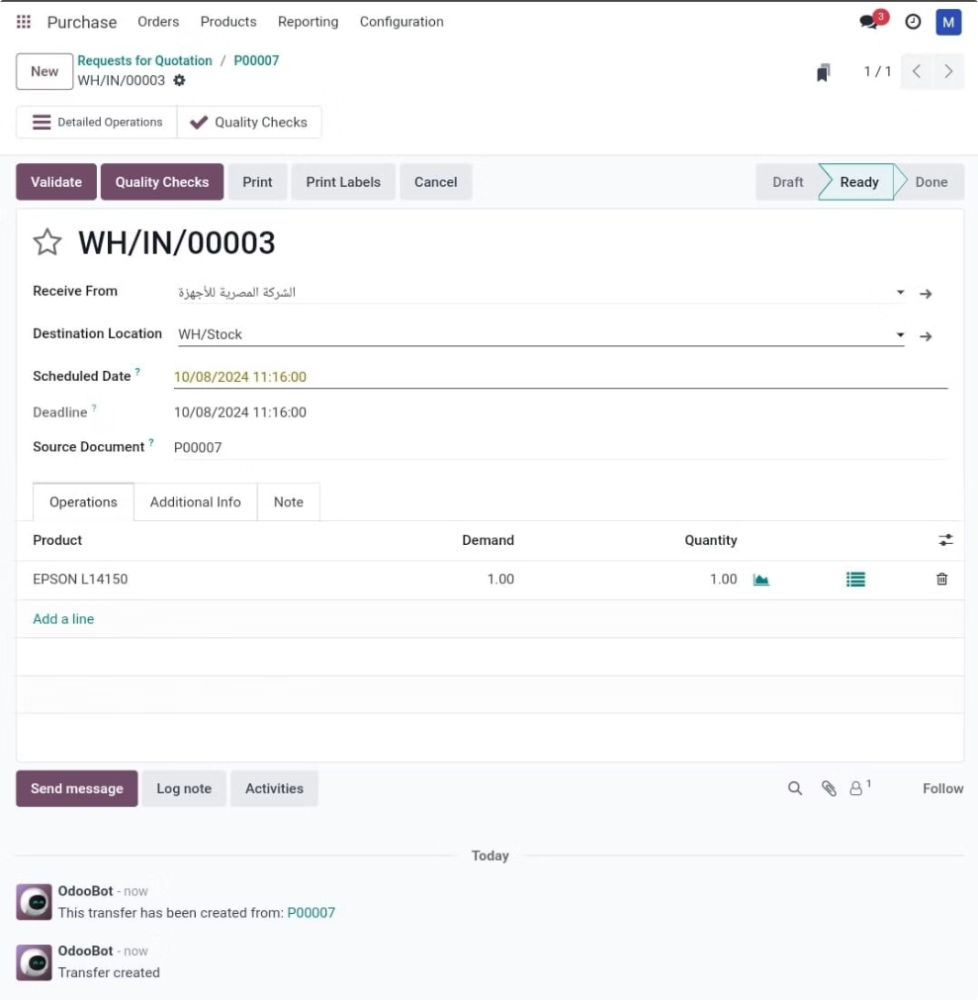 Purchase Orders Products Reporting Configuration 3 M
New Requests for Quotation / P00007 1 / 1
WH/IN/00003
Detailed Operations Quality Checks
Validate Quality Checks Print Print Labels Cancel Draft Ready Done
WH/IN/00003
Receive From الشركة المصرية للأجهزة
Destination Location WH/Stock
Scheduled Date ? 10/08/2024 11:16:00
Deadline ? 10/08/2024 11:16:00
Source Document ? P00007
Operations Additional Info Note
Product Demand Quantity
EPSON L14150 1.00 1.00
Add a line
Send message Log note Activities 1 Follow
Today
OdooBot - now
This transfer has been created from: P00007
OdooBot - now
Transfer created